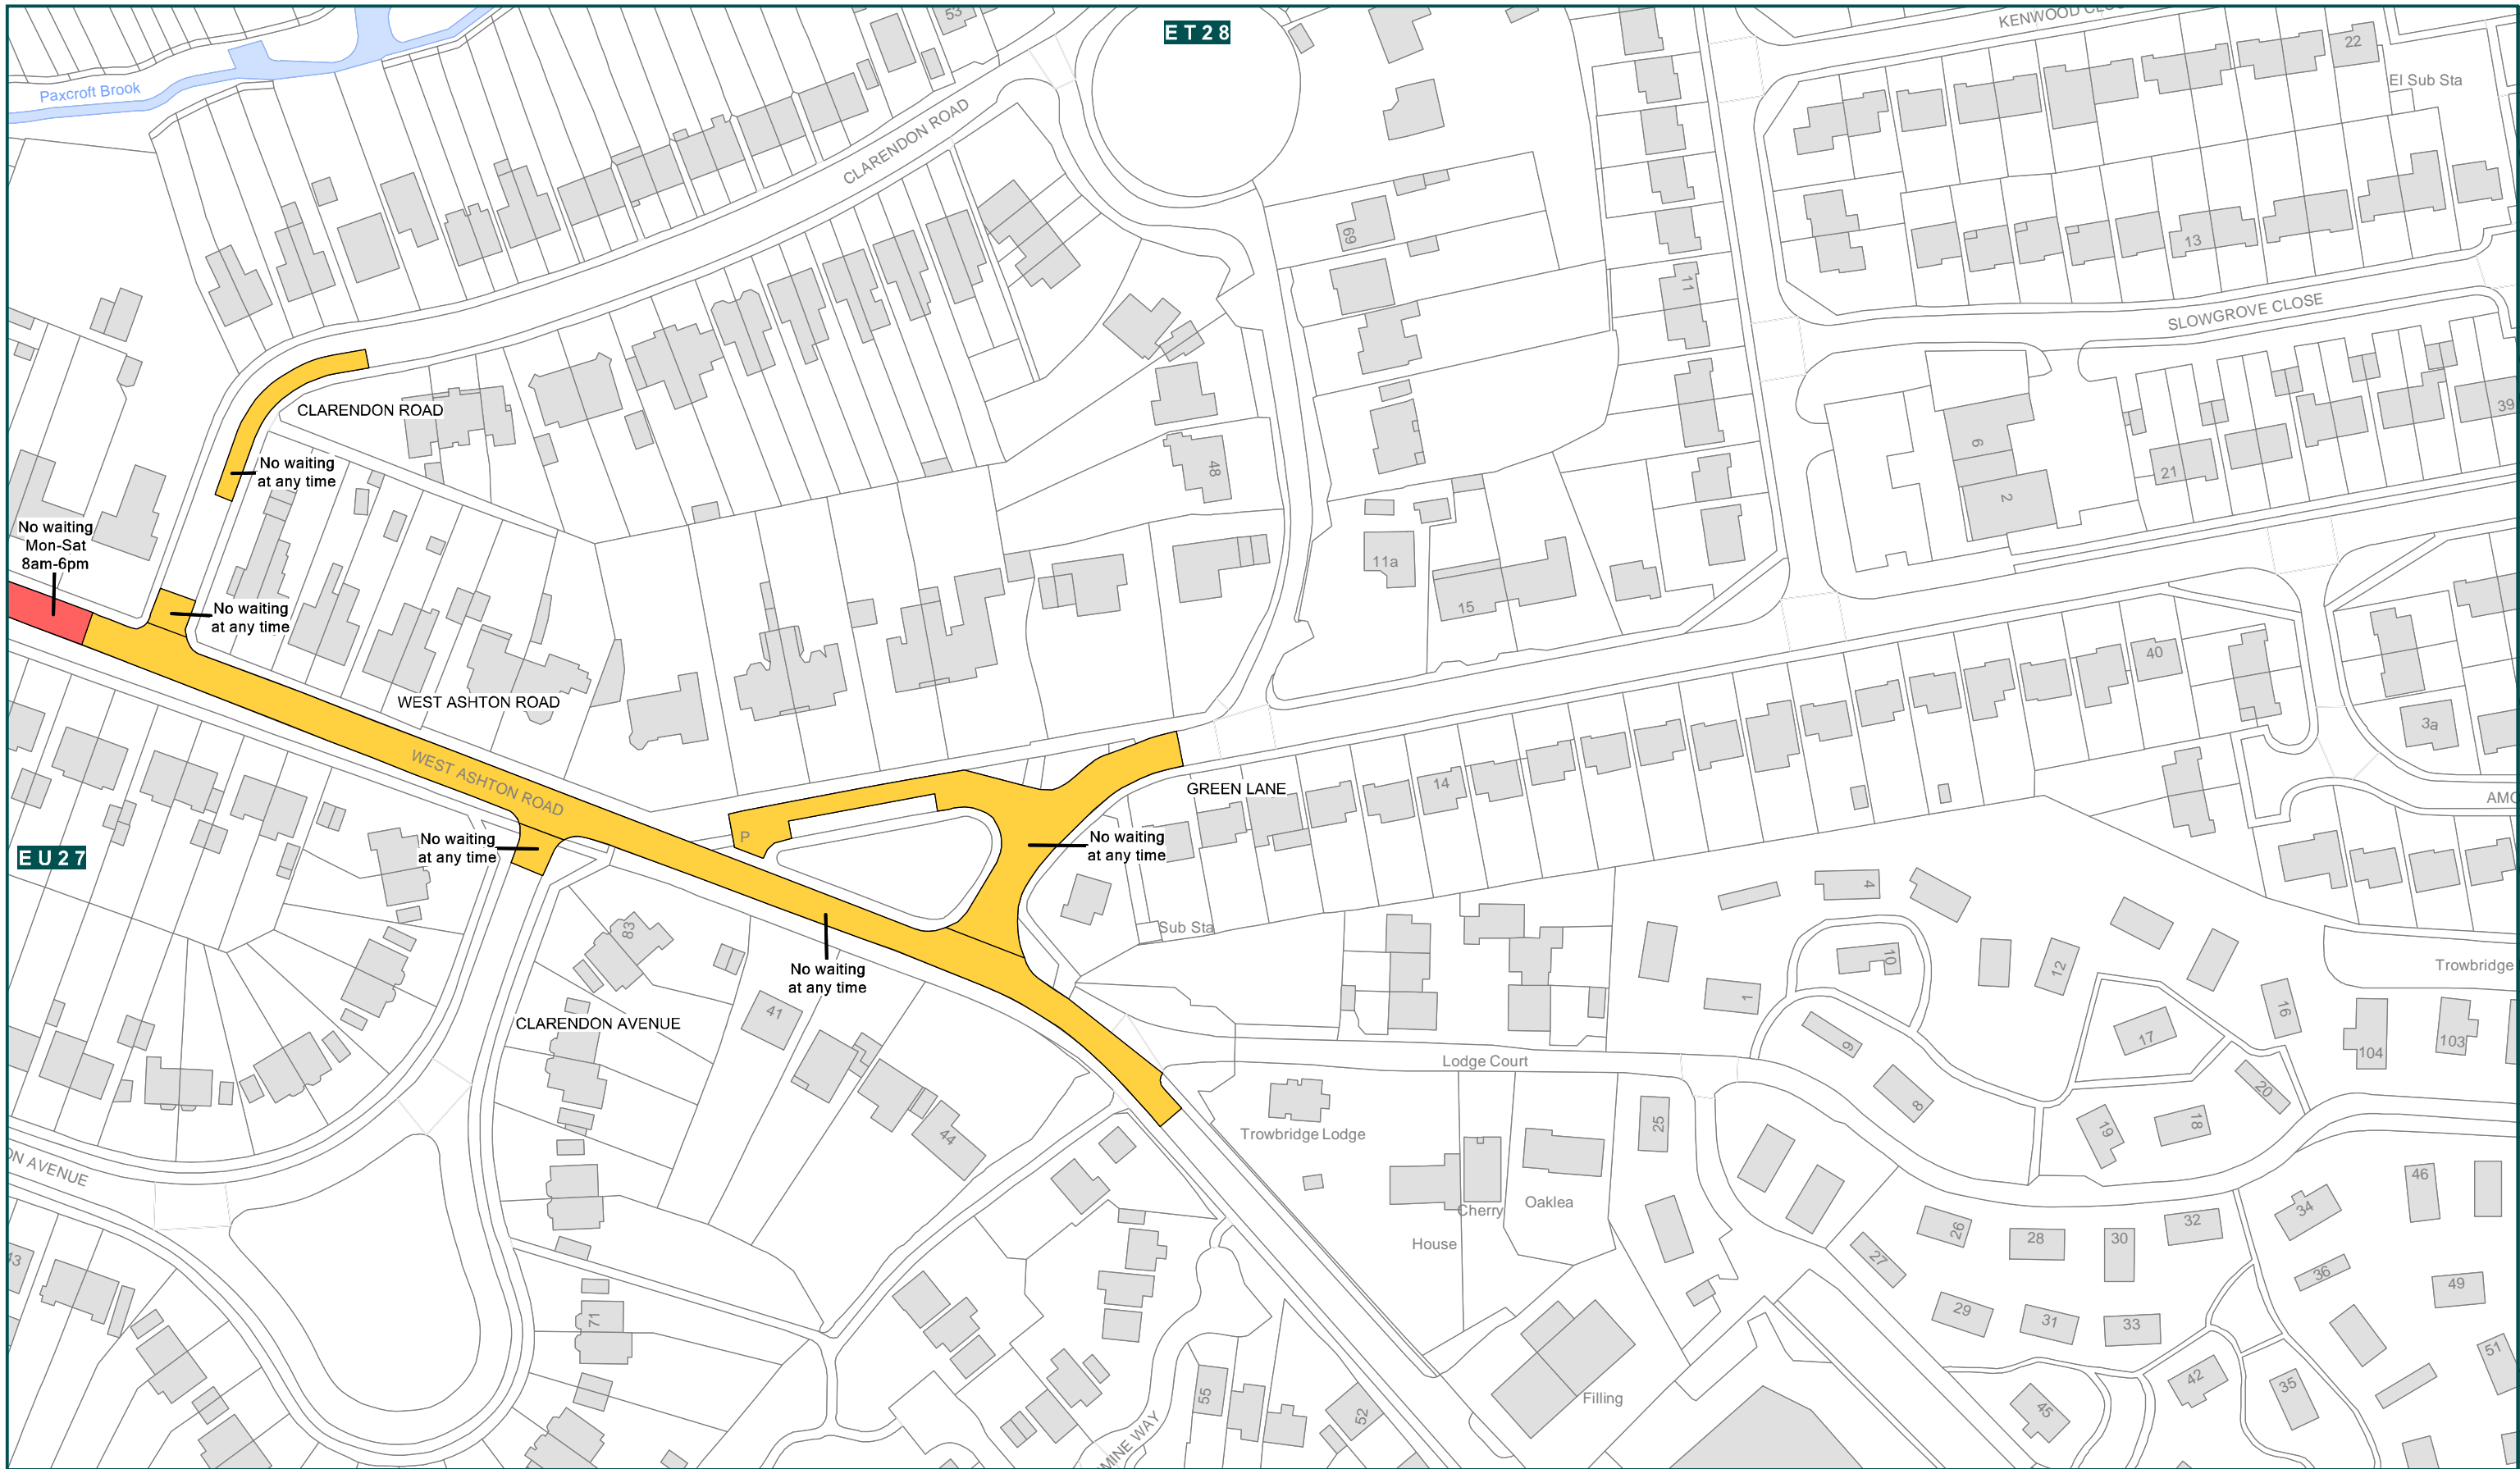 53
ET28
KENWOOD
22
El Sub Sta
Paxcroft Brook
CLARENDON ROAD
69
13
11
SLOWGROVE CLOSE
CLARENDON ROAD
39
6
21
No waiting
at any time
48
2
No waiting
Mon-Sat
8am-6pm
11a
15
No waiting
at any time
40
WEST ASHTON ROAD
3a
WEST ASHTON ROAD
GREEN LANE
14
AMO
P
No waiting
at any time
No waiting
at any time
EU27
4
83
Sub Sta
10
Trowbridge
12
No waiting
at any time
1
16
41
CLARENDON AVENUE
17
9
104
103
Lodge Court
20
8
44
25
19
18
Trowbridge Lodge
ON AVENUE
46
Cherry
Oaklea
34
26
32
House
28
30
43
27
36
49
29
31
33
71
51
42
35
55
Filling
45
52
MINE WAY